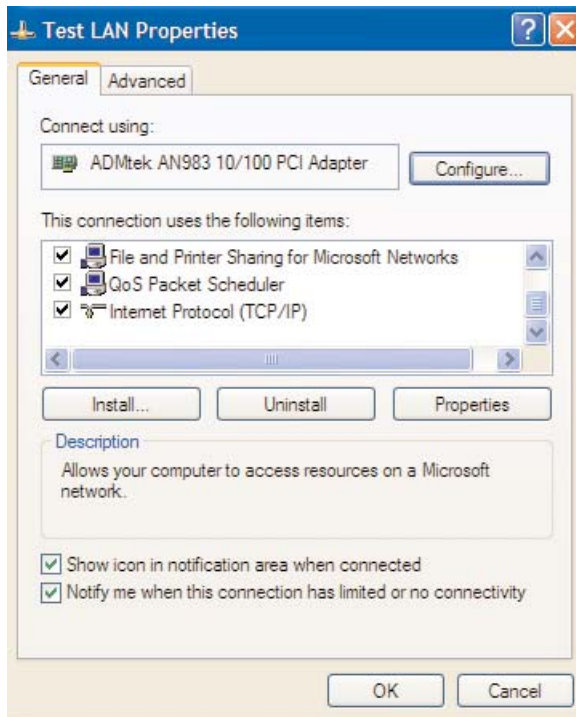 Test LAN Properties
General Advanced
Connect using:
ADMtek AN983 10/100 PCI Adapter Configure...
This connection uses the following items:
File and Printer Sharing for Microsoft Networks
QoS Packet Scheduler
Internet Protocol (TCP/IP)
Install... Uninstall Properties
Description
Allows your computer to access resources on a Microsoft
network.
Show icon in notification area when connected
Notify me when this connection has limited or no connectivity
OK Cancel